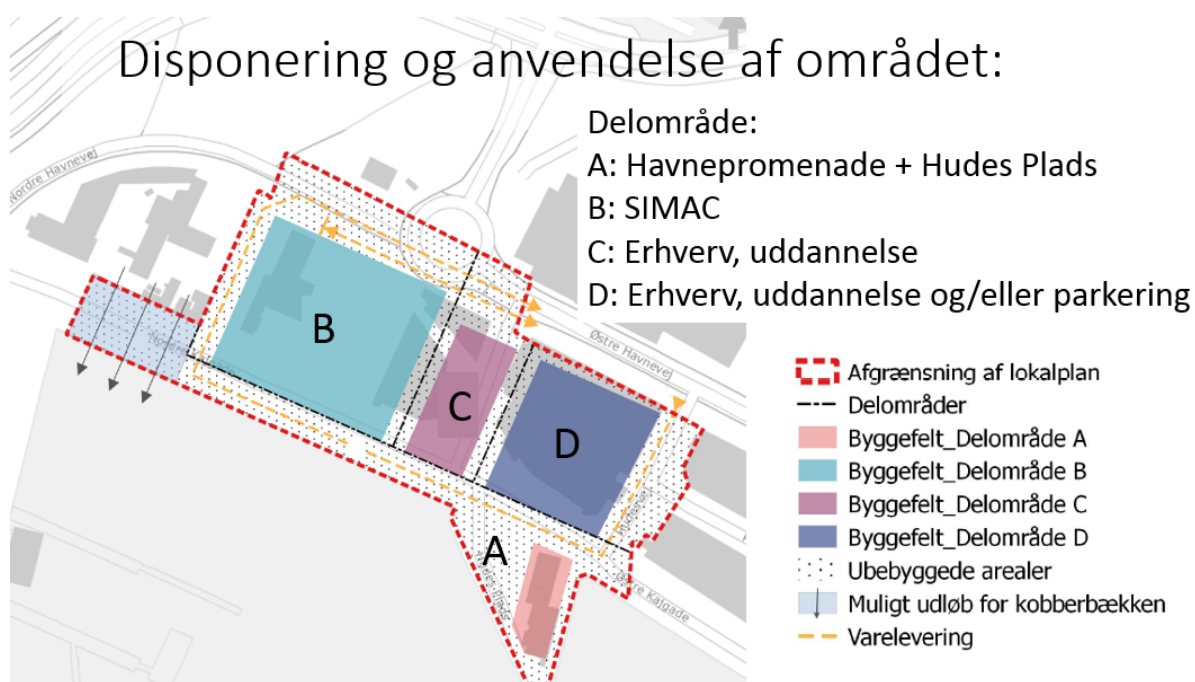 Disponering og anvendelse af området:
Delområde:
A: Havnepromenade + Hudes Plads
B: SIMAC
C: Erhverv, uddannelse
D: Erhverv, uddannelse og/eller parkering
Nordre Havnevej
Østre Havnevej
B
C
D
A
Hudes Plads
Østre Kajgade
Afgrænsning af lokalplan
Delområder
Byggefelt_Delområde A
Byggefelt_Delområde B
Byggefelt_Delområde C
Byggefelt_Delområde D
Ubebyggede arealer
Muligt udløb for kobberbækken
Varelevering